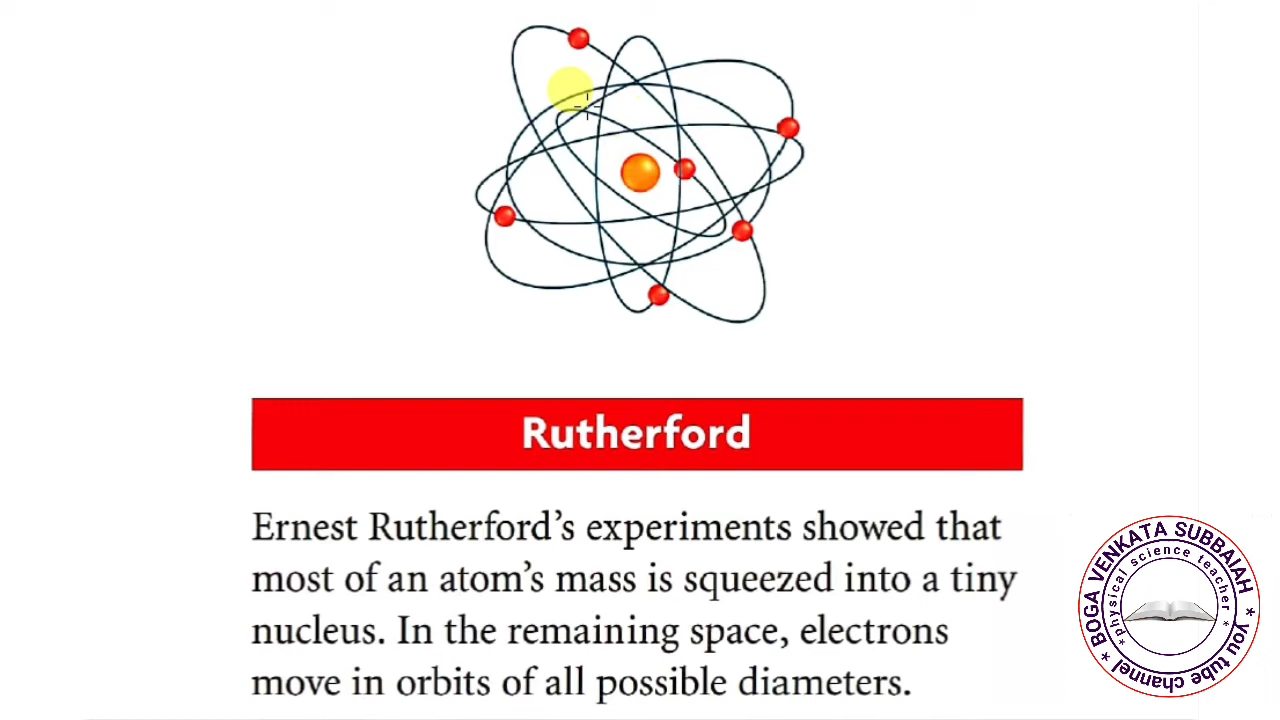 Rutherford
Ernest Rutherford’s experiments showed that
most of an atom’s mass is squeezed into a tiny
nucleus. In the remaining space, electrons
move in orbits of all possible diameters.
* BOGA VENKATA SUBBAIAH * you tube channel
* physical science teacher *